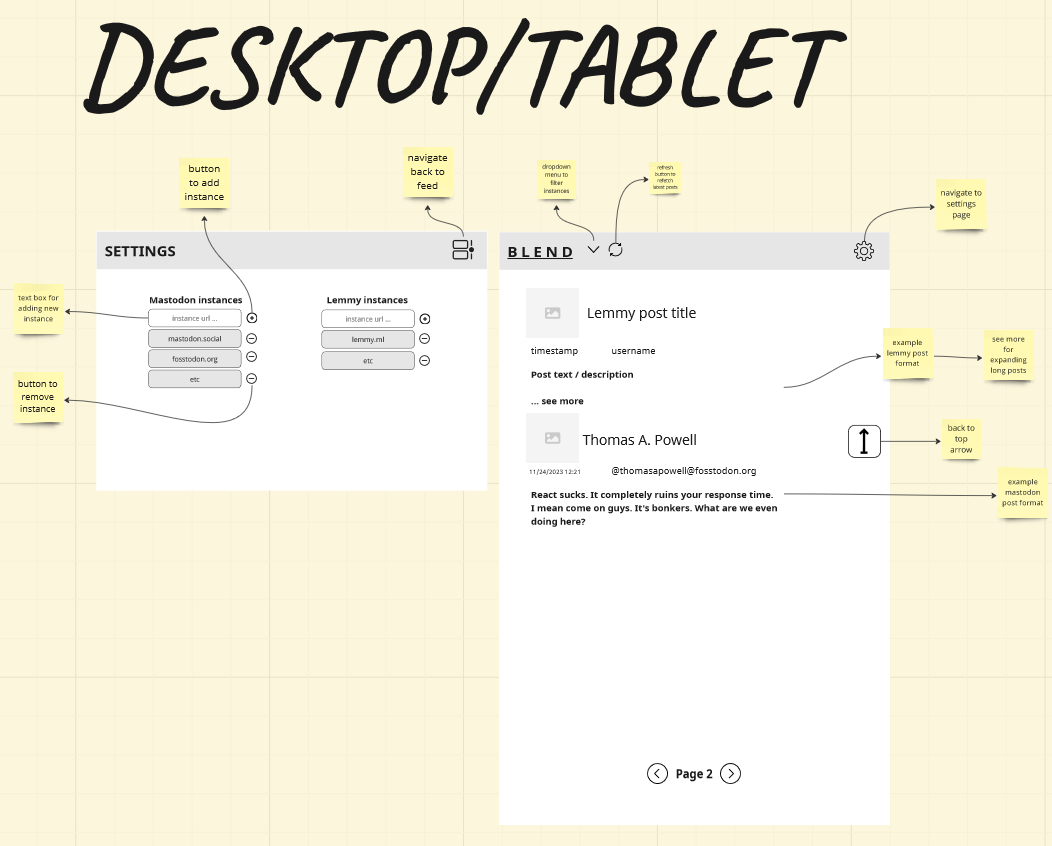 DESKTOP/TABLET
button
to add
instance
navigate
back to
feed
dropdown
menu to
filter
instances
refresh
button to
refetch
latest posts
navigate to
settings
page
SETTINGS
text box for
adding new
instance
button to
remove
instance
Mastodon instances
instance url ...
mastodon.social
fosstodon.org
etc
Lemmy instances
instance url ...
lemmy.ml
etc
BLEND
Lemmy post title
timestamp
username
Post text / description
... see more
example
lemmy post
format
see more
for
expanding
long posts
Thomas A. Powell
11/24/2023 12:21
@thomasapowell@fosstodon.org
back to
top
arrow
React sucks. It completely ruins your response time.
I mean come on guys. It's bonkers. What are we even
doing here?
example
mastodon
post format
Page 2